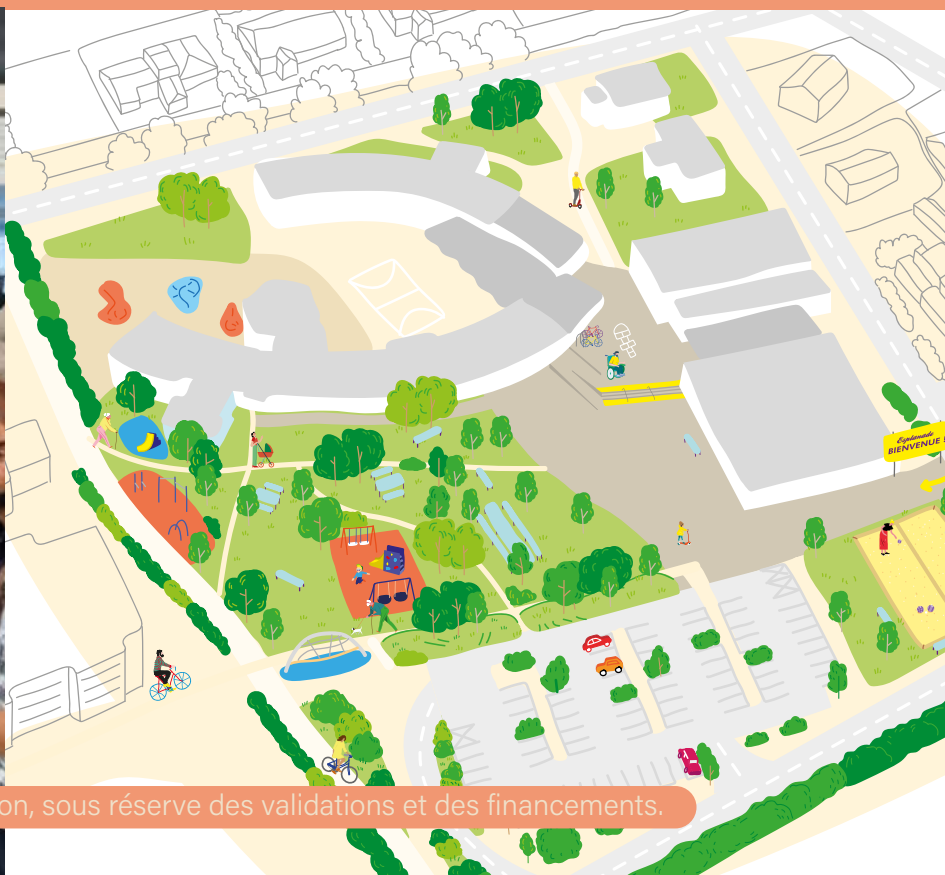 Esplanade
BIENVENUE !
on, sous réserve des validations et des financements.